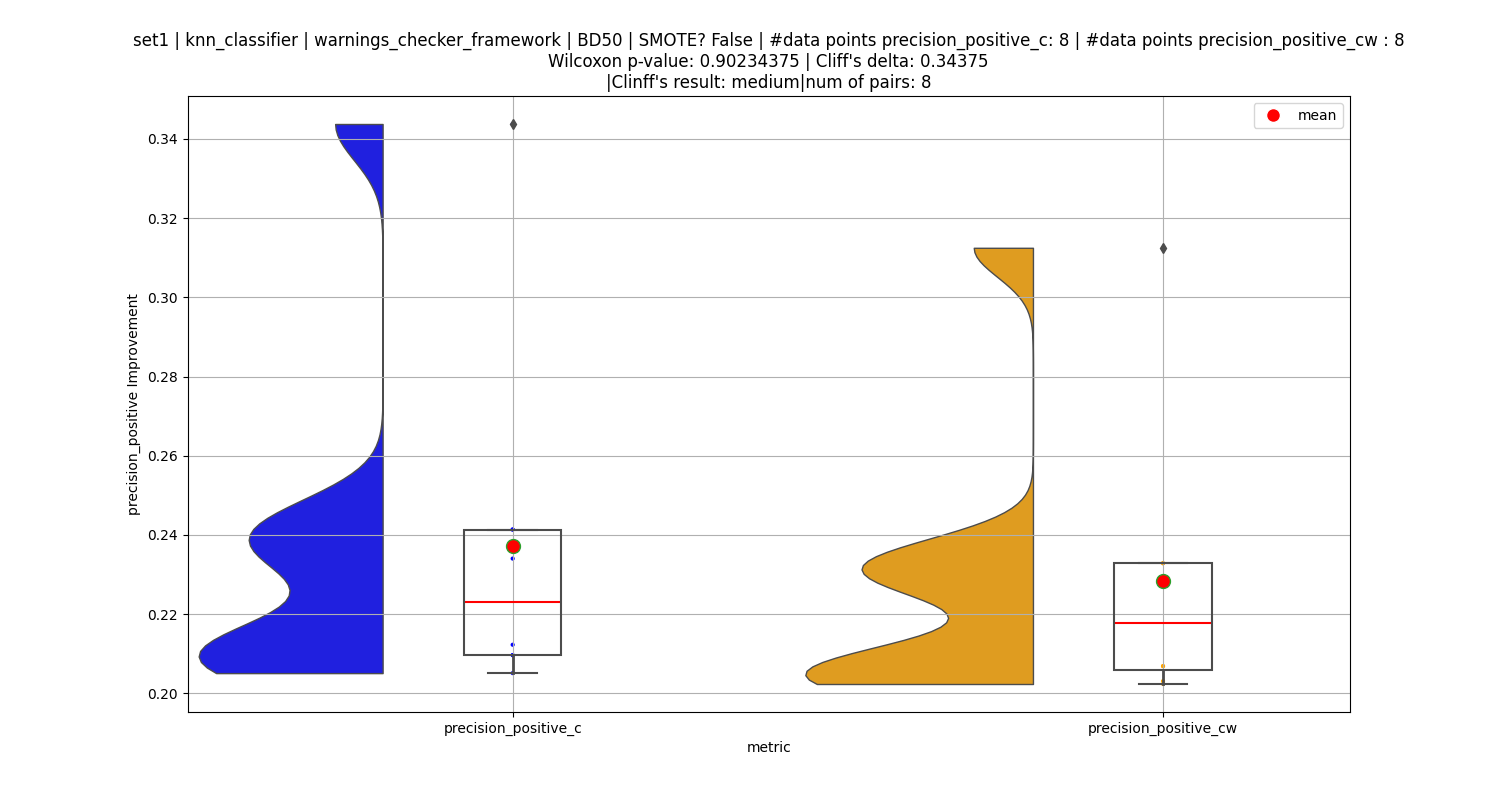 set1 | knn_classifier | warnings_checker_framework | BD50 | SMOTE? False | #data points precision_positive_c: 8 | #data points precision_positive_cw : 8
Wilcoxon p-value: 0.90234375 | Cliff's delta: 0.34375
|Clinff's result: medium|num of pairs: 8
mean
0.34
0.32
0.30
0.28
0.26
0.24
0.22
0.20
precision_positive Improvement
precision_positive_c
precision_positive_cw
metric